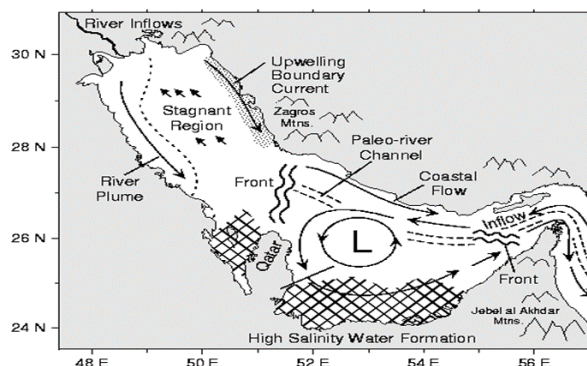 River Inflows
30 N
Upwelling
Boundary
Current
Stagnant
Region
Zagros
Mtns.
Paleo-river
Channel
28 N
River
Plume
Front
Coastal
Flow
Inflow
26 N
L
Qatar
Front
Jebel al Akhdar
Mtns.
24 N
High Salinity Water Formation
48 E
50 E
52 E
54 E
56 E